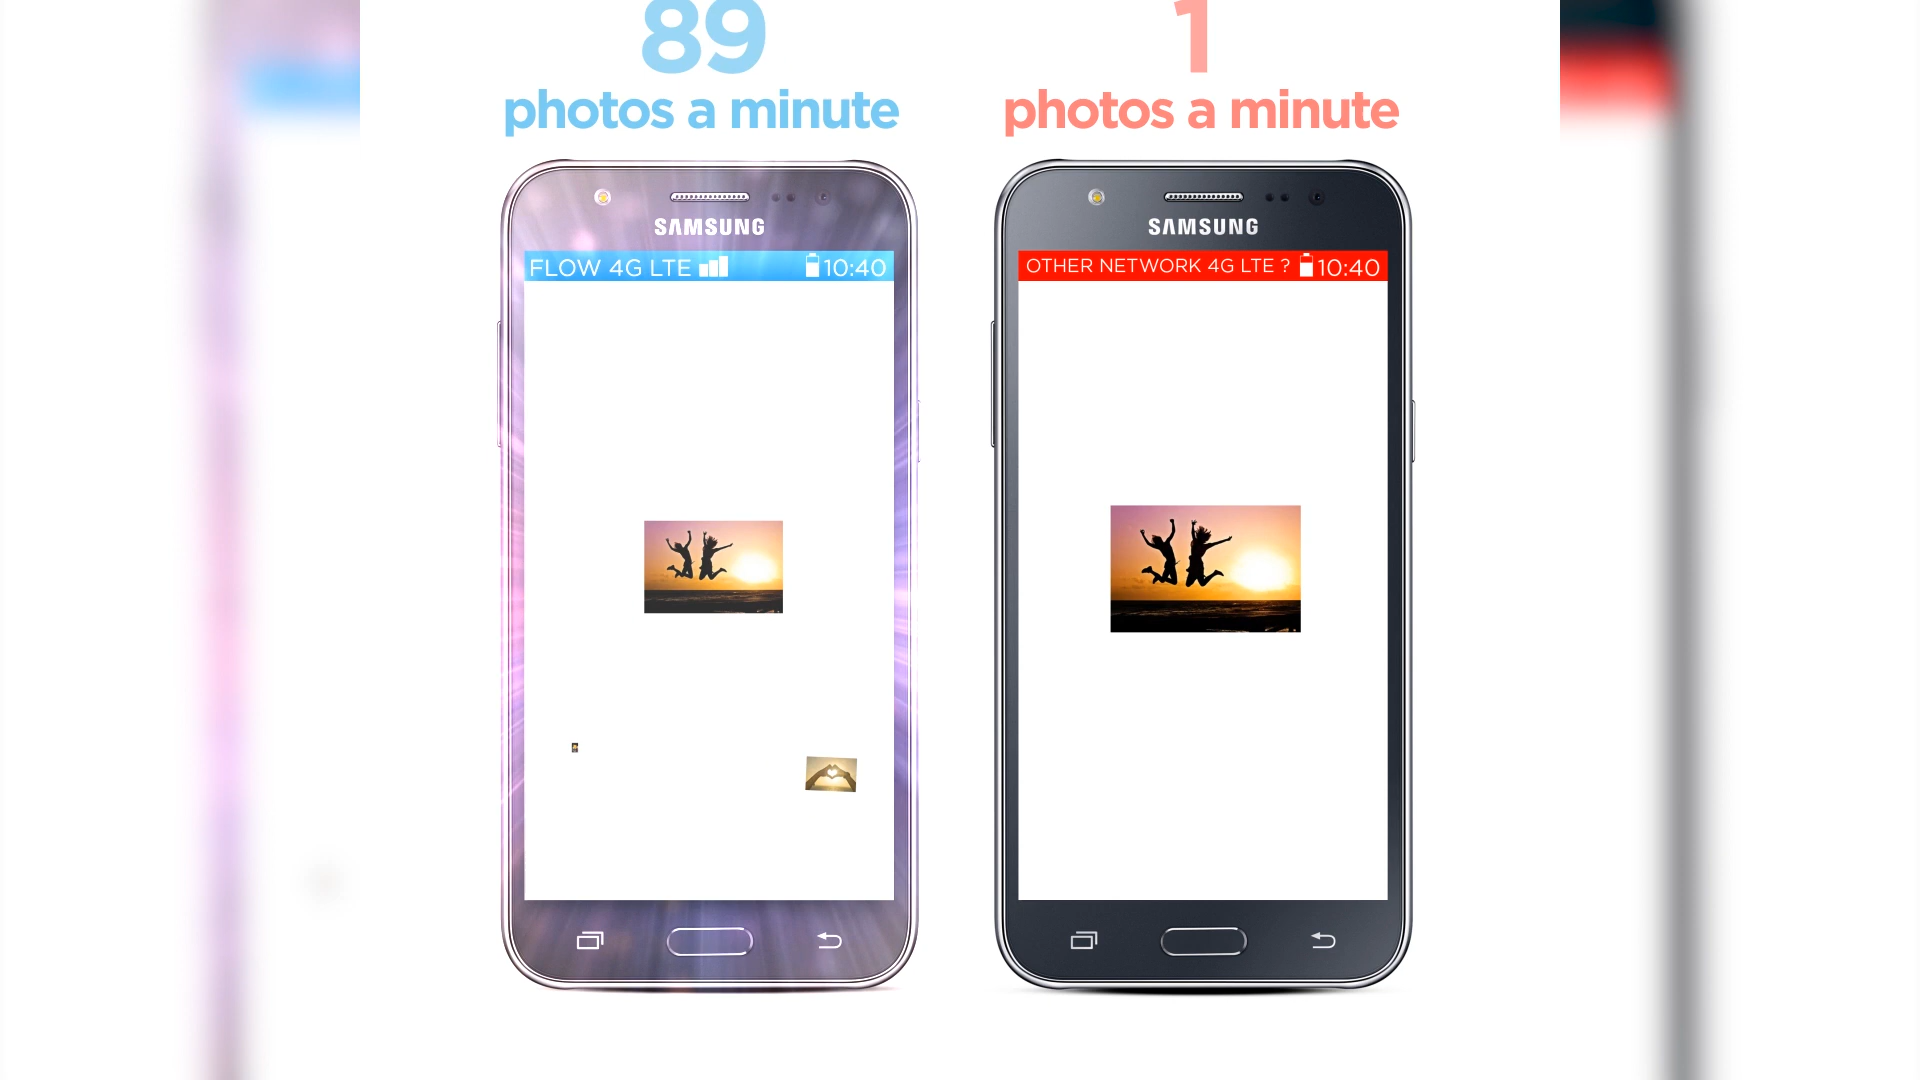 89
photos a minute
1
photos a minute
SAMSUNG
FLOW 4G LTE 10:40
SAMSUNG
OTHER NETWORK 4G LTE ? 10:40